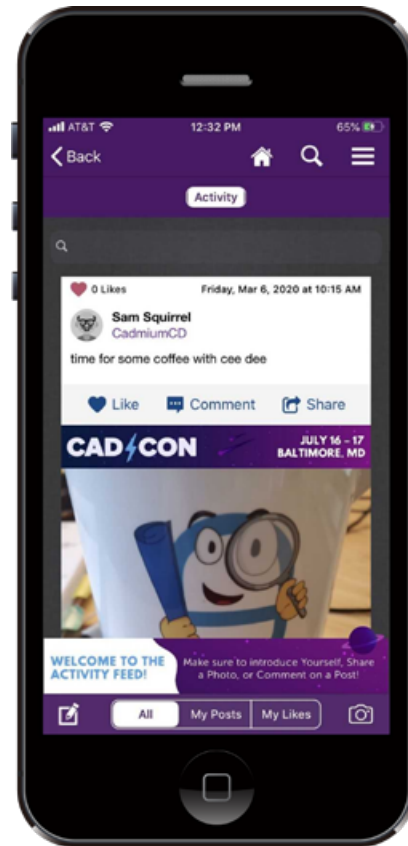 AT&T 12:32 PM 65%
Back
Activity
0 Likes Friday, Mar 6, 2020 at 10:15 AM
Sam Squirrel
CadmiumCD
time for some coffee with cee dee
Like Comment Share
CAD CON JULY 16 – 17
BALTIMORE, MD
WELCOME TO THE
ACTIVITY FEED!
Make sure to introduce Yourself, Share
a Photo, or Comment on a Post!
All My Posts My Likes